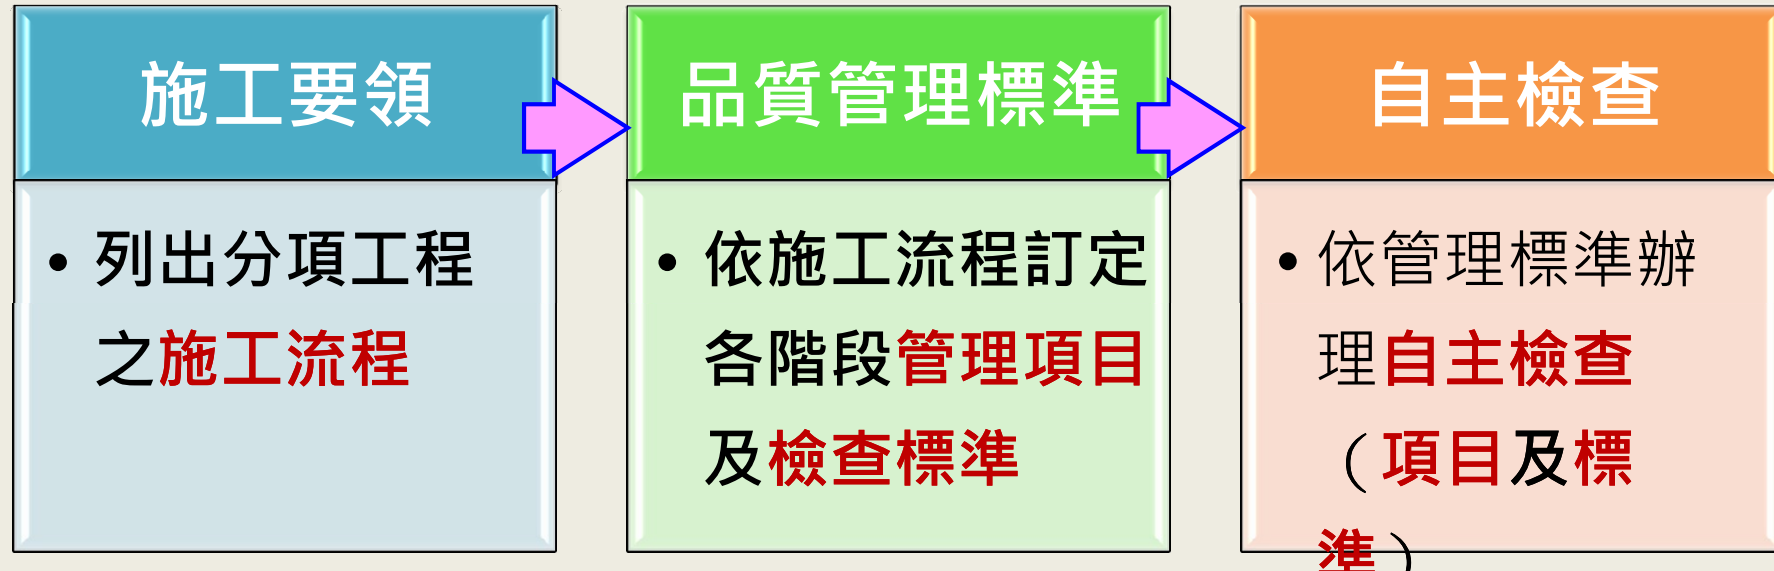 施工要領
• 列出分項工程
之施工流程
品質管理標準
• 依施工流程訂定
各階段管理項目
及檢查標準
自主檢查
• 依管理標準辦
理自主檢查
（項目及標
準）